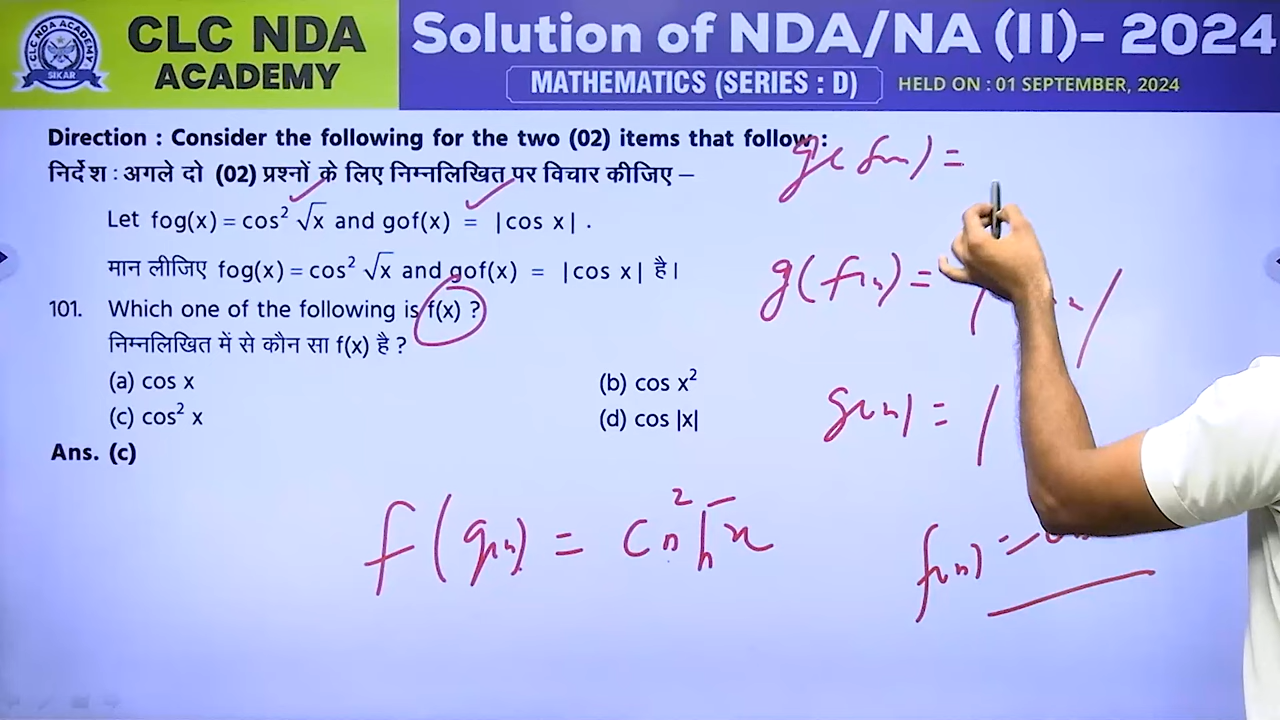 CLC NDA ACADEMY
SIKAR
CLC NDA
ACADEMY
Solution of NDA/NA (II)- 2024
MATHEMATICS (SERIES : D)
HELD ON : 01 SEPTEMBER, 2024
Direction : Consider the following for the two (02) items that follow :
निर्देश : अगले दो (02) प्रश्नों के लिए निम्नलिखित पर विचार कीजिए –
Let fog(x) = cos² √x and gof(x) = |cos x| .
मान लीजिए fog(x) = cos² √x and gof(x) = |cos x| है।
101. Which one of the following is f(x) ?
निम्नलिखित में से कौन सा f(x) है ?
(a) cos x (b) cos x²
(c) cos² x (d) cos |x|
Ans. (c)
g(f(x) =
g(f(x) = |
g(x) = |
f(g(x) = Cos² √x
f(x) =